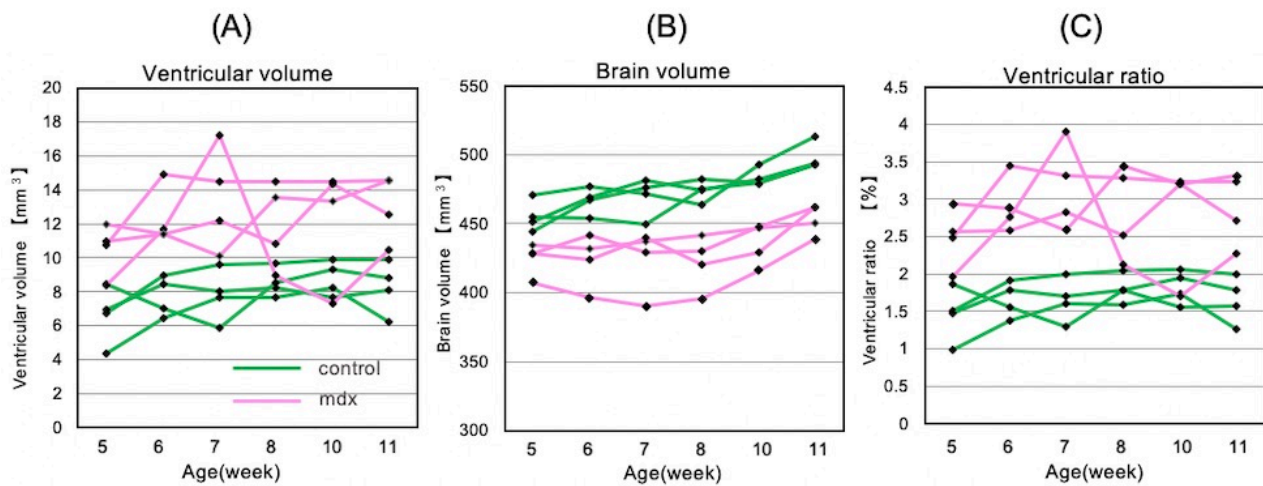 (A)
Ventricular volume
Ventricular volume [mm³]
20
18
16
14
12
10
8
6
4
2
0
control
mdx
5 6 7 8 10 11
Age(week)
(B)
Brain volume
Brain volume [mm³]
550
500
450
400
350
300
5 6 7 8 10 11
Age(week)
(C)
Ventricular ratio
Ventricular ratio [%]
4.5
4
3.5
3
2.5
2
1.5
1
0.5
0
5 6 7 8 10 11
Age(week)